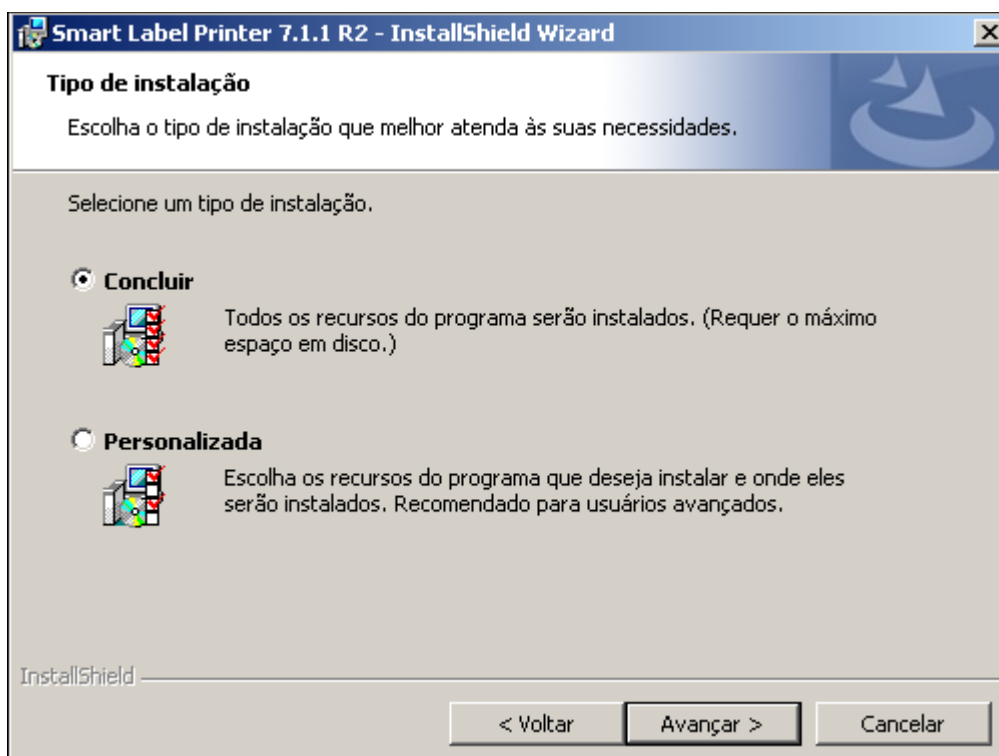 Smart Label Printer 7.1.1 R2 - InstallShield Wizard
Tipo de instalação
Escolha o tipo de instalação que melhor atenda às suas necessidades.
Selecione um tipo de instalação.
Concluir
Todos os recursos do programa serão instalados. (Requer o máximo
espaço em disco.)
Personalizada
Escolha os recursos do programa que deseja instalar e onde eles
serão instalados. Recomendado para usuários avançados.
InstallShield
< Voltar
Avançar >
Cancelar